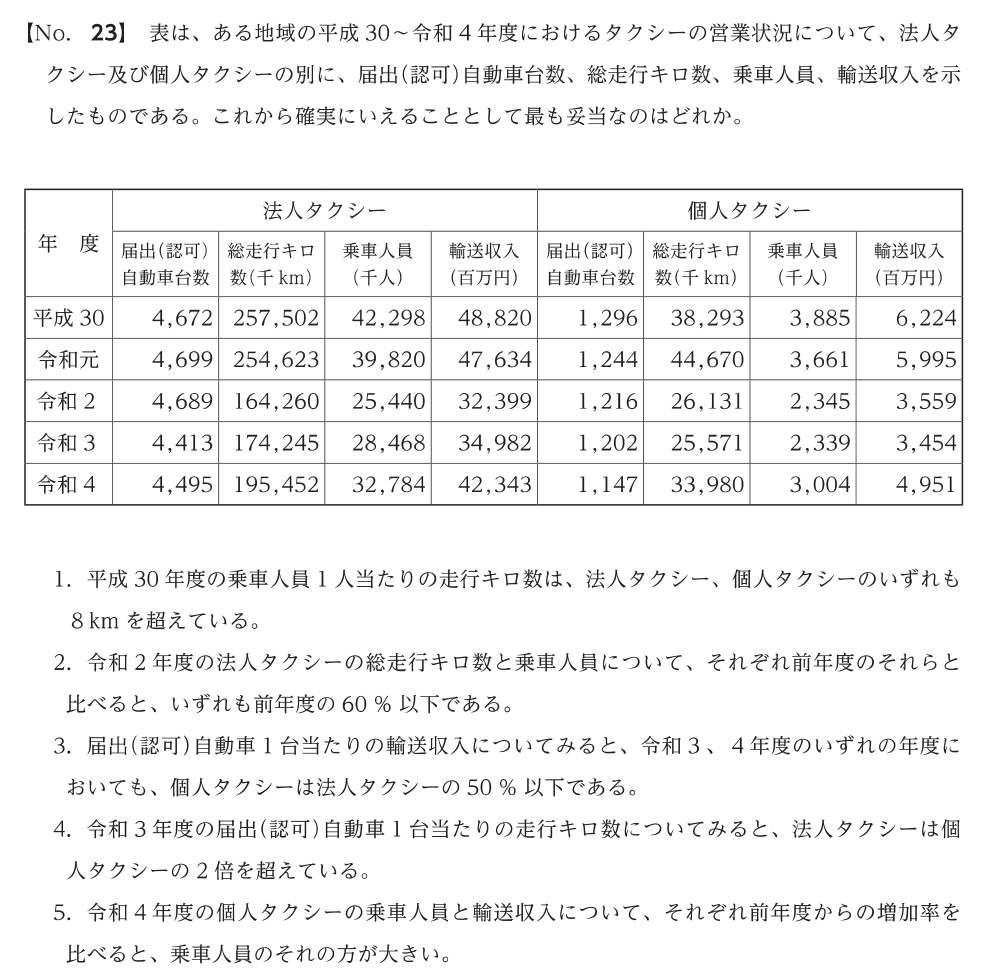 【No. 23】 表は、ある地域の平成 30～令和 4 年度におけるタクシーの営業状況について、法人タ
クシー及び個人タクシーの別に、届出(認可)自動車台数、総走行キロ数、乗車人員、輸送収入を示
したものである。これから確実にいえることとして最も妥当なのはどれか。
年 度 法人タクシー 個人タクシー
届出(認可) 総走行キロ 乗車人員 輸送収入 届出(認可) 総走行キロ 乗車人員 輸送収入
自動車台数 数(千 km) (千人) (百万円) 自動車台数 数(千 km) (千人) (百万円)
平成 30 4,672 257,502 42,298 48,820 1,296 38,293 3,885 6,224
令和元 4,699 254,623 39,820 47,634 1,244 44,670 3,661 5,995
令和 2 4,689 164,260 25,440 32,399 1,216 26,131 2,345 3,559
令和 3 4,413 174,245 28,468 34,982 1,202 25,571 2,339 3,454
令和 4 4,495 195,452 32,784 42,343 1,147 33,980 3,004 4,951
1. 平成 30 年度の乗車人員 1 人当たりの走行キロ数は、法人タクシー、個人タクシーのいずれも
8 km を超えている。
2. 令和 2 年度の法人タクシーの総走行キロ数と乗車人員について、それぞれ前年度のそれらと
比べると、いずれも前年度の 60 % 以下である。
3. 届出(認可)自動車 1 台当たりの輸送収入についてみると、令和 3 、 4 年度のいずれの年度に
おいても、個人タクシーは法人タクシーの 50 % 以下である。
4. 令和 3 年度の届出(認可)自動車 1 台当たりの走行キロ数についてみると、法人タクシーは個
人タクシーの 2 倍を超えている。
5. 令和 4 年度の個人タクシーの乗車人員と輸送収入について、それぞれ前年度からの増加率を
比べると、乗車人員のそれの方が大きい。